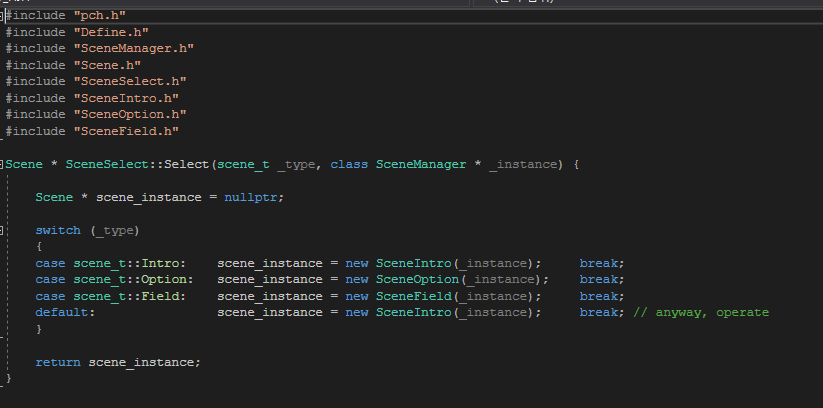 #include "pch.h"
#include "Define.h"
#include "SceneManager.h"
#include "Scene.h"
#include "SceneSelect.h"
#include "SceneIntro.h"
#include "SceneOption.h"
#include "SceneField.h"
Scene * SceneSelect::Select(scene_t _type, class SceneManager * _instance) {
Scene * scene_instance = nullptr;
switch (_type)
{
case scene_t::Intro: scene_instance = new SceneIntro(_instance); break;
case scene_t::Option: scene_instance = new SceneOption(_instance); break;
case scene_t::Field: scene_instance = new SceneField(_instance); break;
default: scene_instance = new SceneIntro(_instance); break; // anyway, operate
}
return scene_instance;
}